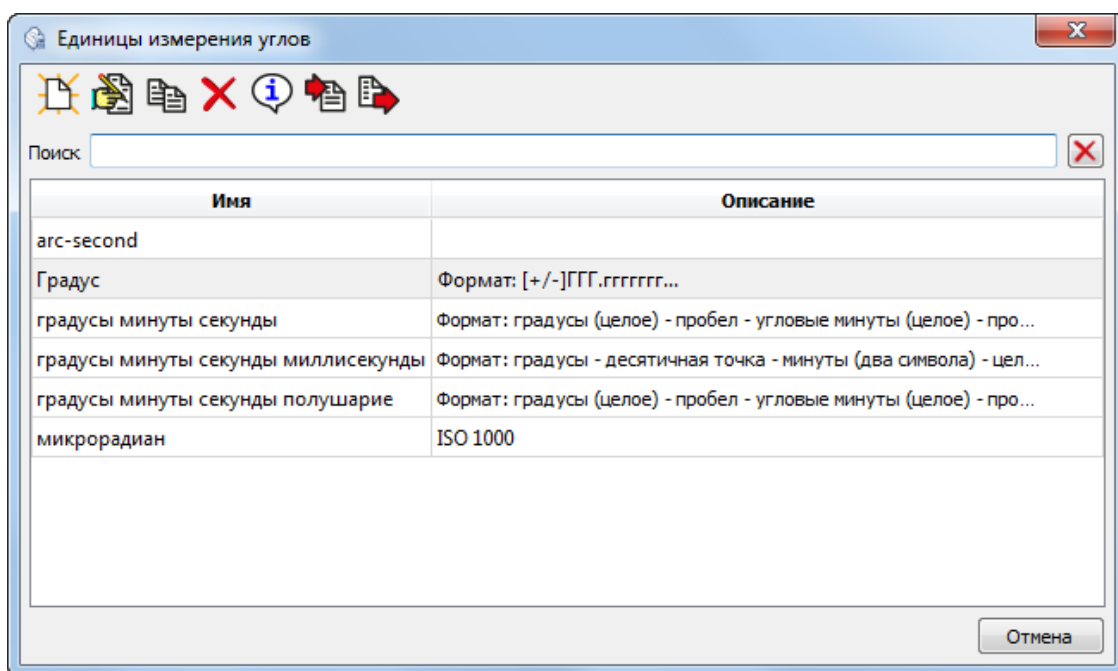 Единицы измерения углов
Поиск
Имя Описание
arc-second
Градус Формат: [+/-]ГГГ.ггггггг...
градусы минуты секунды Формат: градусы (целое) - пробел - угловые минуты (целое) - про...
градусы минуты секунды миллисекунды Формат: градусы - десятичная точка - минуты (два символа) - цел...
градусы минуты секунды полушарие Формат: градусы (целое) - пробел - угловые минуты (целое) - про...
микрорадиан ISO 1000
Отмена